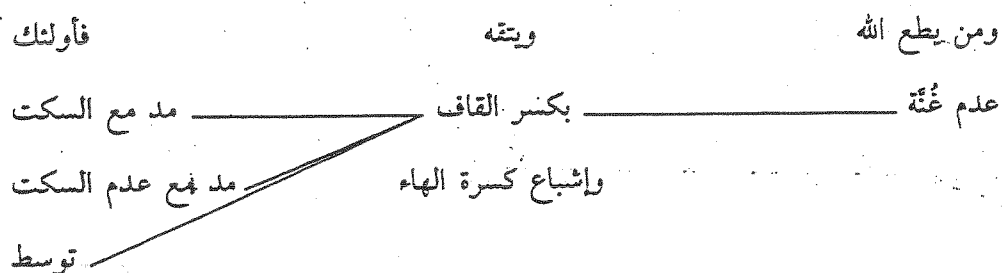 ومن يطع الله ويتقه فأولئك
عدم غُنَّة بكسر القاف مد مع السكت
وإشباع كسرة الهاء مد مع عدم السكت
توسط